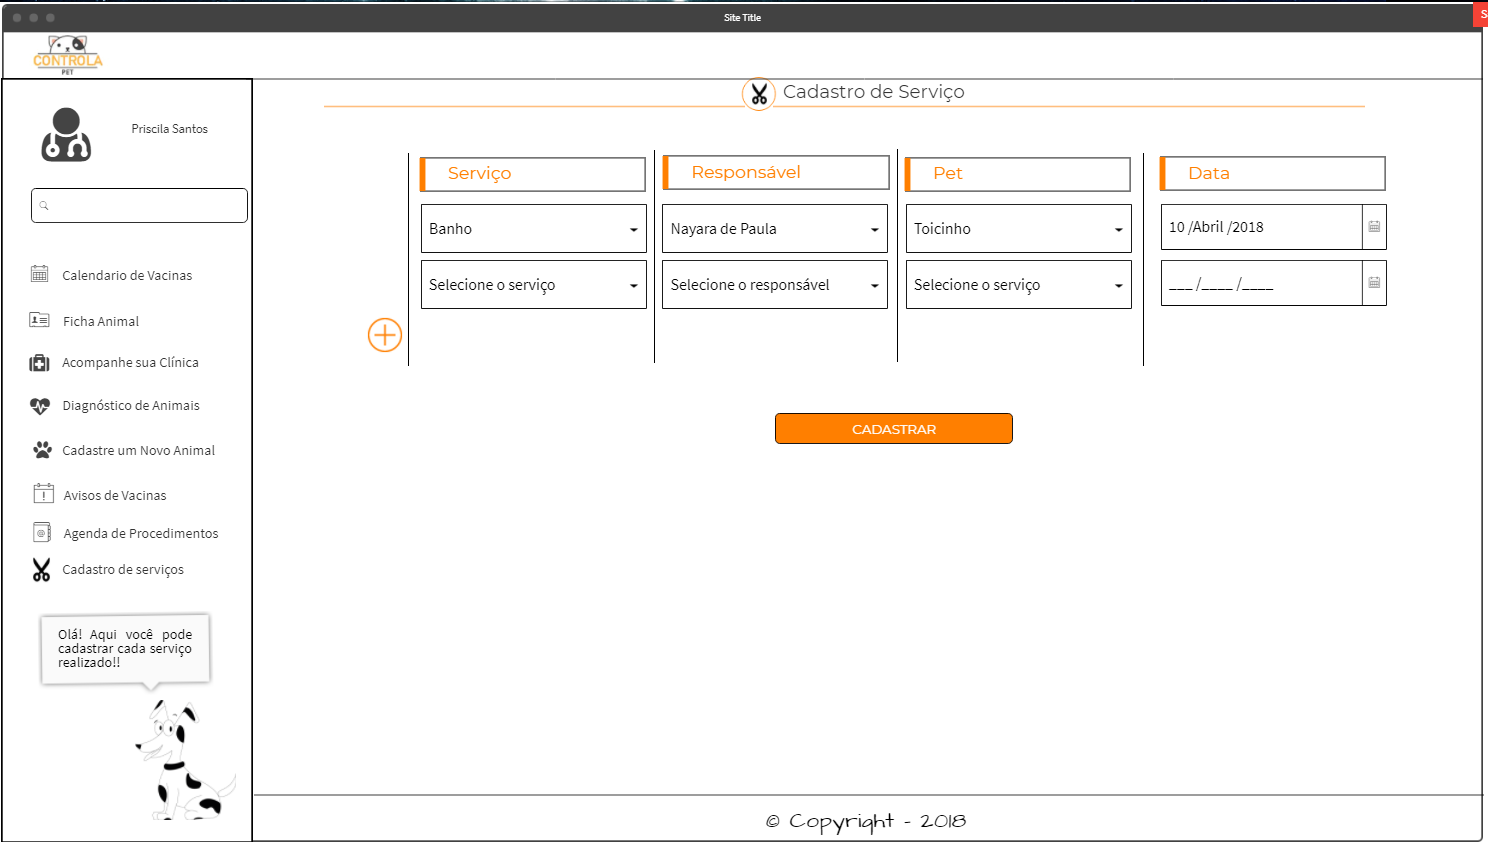 Site Title
S
CONTROLA
PET
Priscila Santos
Calendario de Vacinas
Ficha Animal
Acompanhe sua Clínica
Diagnóstico de Animais
Cadastre um Novo Animal
Avisos de Vacinas
Agenda de Procedimentos
Cadastro de serviços
Olá! Aqui você pode
cadastrar cada serviço
realizado!!
Cadastro de Serviço
Serviço Responsável Pet Data
Banho Nayara de Paula Toicinho 10 /Abril /2018
Selecione o serviço Selecione o responsável Selecione o serviço ___ /____ /____
CADASTRAR
© Copyright - 2018